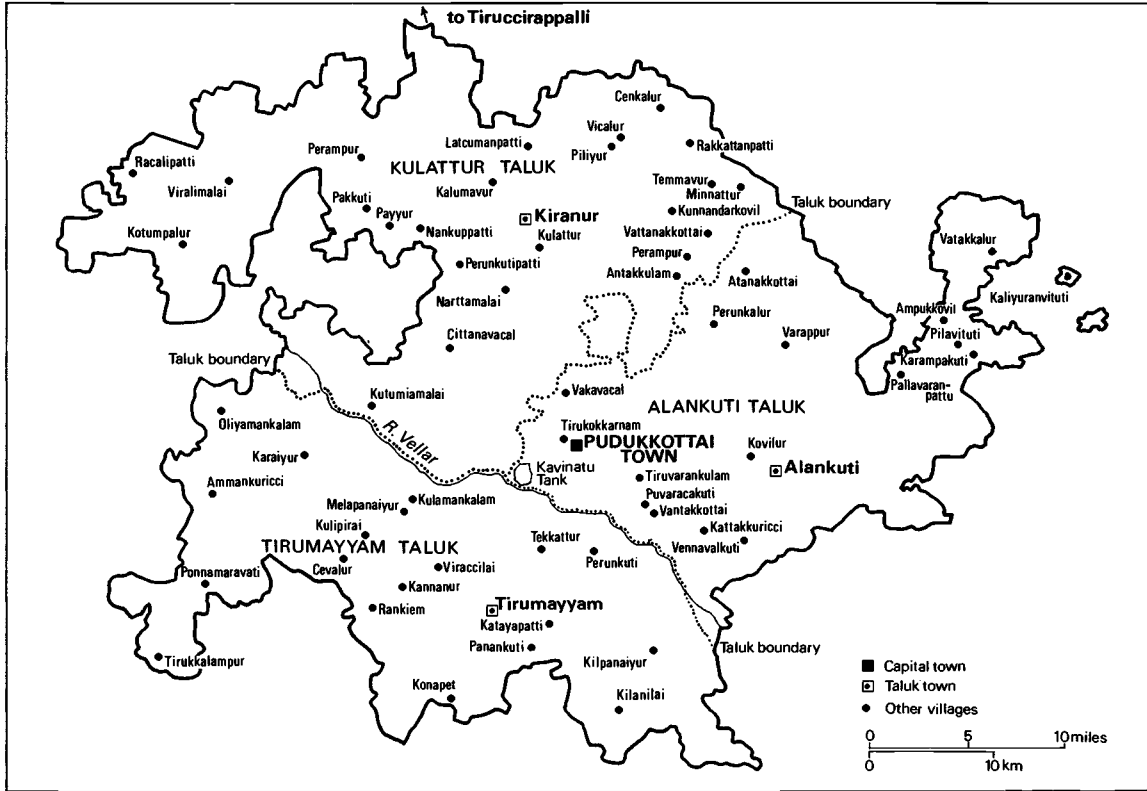 to Tiruccirappalli
Cenkalur
Vicalur
Piliyur
Latcumanpatti
Rakkattanpatti
Perampur
KULATTUR TALUK
Racalipatti
Viralimalai
Kalumavur
Temmavur
Minnattur
Taluk boundary
Pakkuti
Payyur
Nankuppatti
Kiranur
Kunnandarkovil
Kotumpalur
Kulattur
Vattanakkottai
Vatakkalur
Perunkutipatti
Perampur
Antakkulam
Atanakkottai
Kaliyuranvituti
Narttamalai
Ampukkovil
Cittanavacal
Perunkalur
Varappur
Pilavituti
Karampakuti
Taluk boundary
Pallavaran-
pattu
Kutumiamalai
Vakavacal
ALANKUTI TALUK
Oliyamankalam
R. Vellar
Tirukokkarnam
PUDUKKOTTAI
TOWN
Kovilur
Karaiyur
Kavinatu
Tank
Alankuti
Ammankuricci
Tiruvarankulam
Melapanaiyur
Kulamankalam
Puvaracakuti
Vantakkottai
Kulipirai
Kattakkuricci
TIRUMAYYAM TALUK
Tekkattur
Vennavalkuti
Cevalur
Viraccilai
Perunkuti
Ponnamaravati
Kannanur
Rankiem
Tirumayyam
Katayapatti
Panankuti
Taluk boundary
Tirukkalampur
Kilpanaiyur
Konapet
Kilanilai
Capital town
Taluk town
Other villages
0 5 10 miles
0 10 km